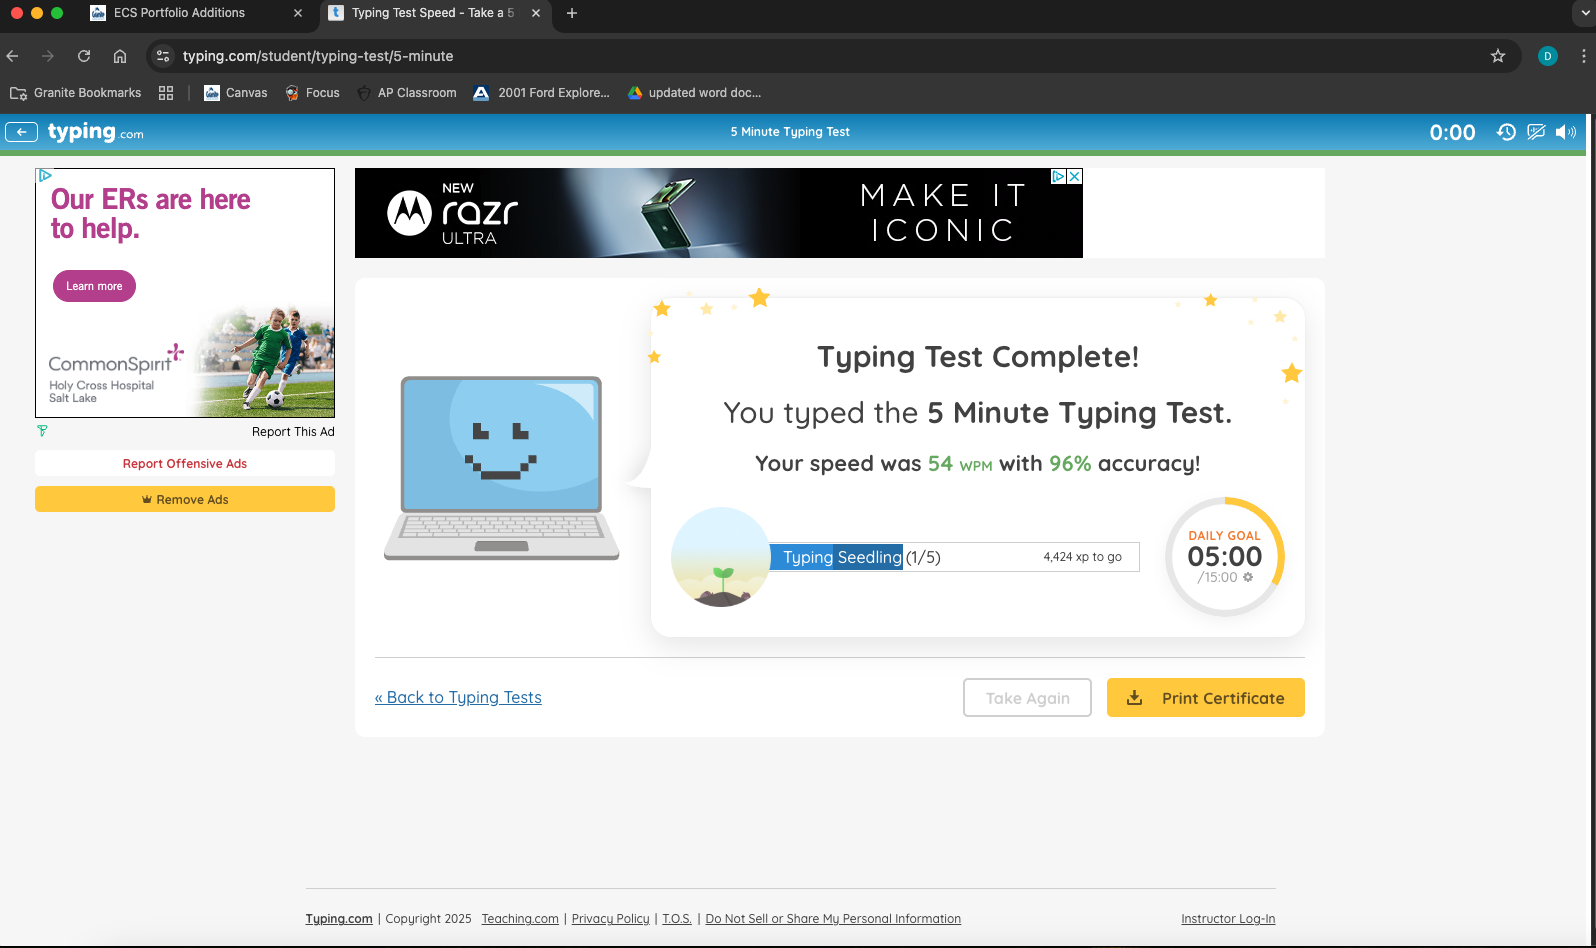 ECS Portfolio Additions
Typing Test Speed - Take a 5
typing.com/student/typing-test/5-minute
D
Granite Bookmarks
Canvas
Focus
AP Classroom
2001 Ford Explore...
updated word doc...
typing.com
5 Minute Typing Test
0:00
Our ERs are here
to help.
Learn more
CommonSpirit
Holy Cross Hospital
Salt Lake
Report This Ad
Report Offensive Ads
Remove Ads
NEW
razr
ULTRA
MAKE IT
ICONIC
Typing Test Complete!
You typed the 5 Minute Typing Test.
Your speed was 54 WPM with 96% accuracy!
Typing Seedling (1/5)
4,424 xp to go
DAILY GOAL
05:00
/15:00
« Back to Typing Tests
Take Again
Print Certificate
Typing.com | Copyright 2025 Teaching.com | Privacy Policy | T.O.S. | Do Not Sell or Share My Personal Information
Instructor Log-In